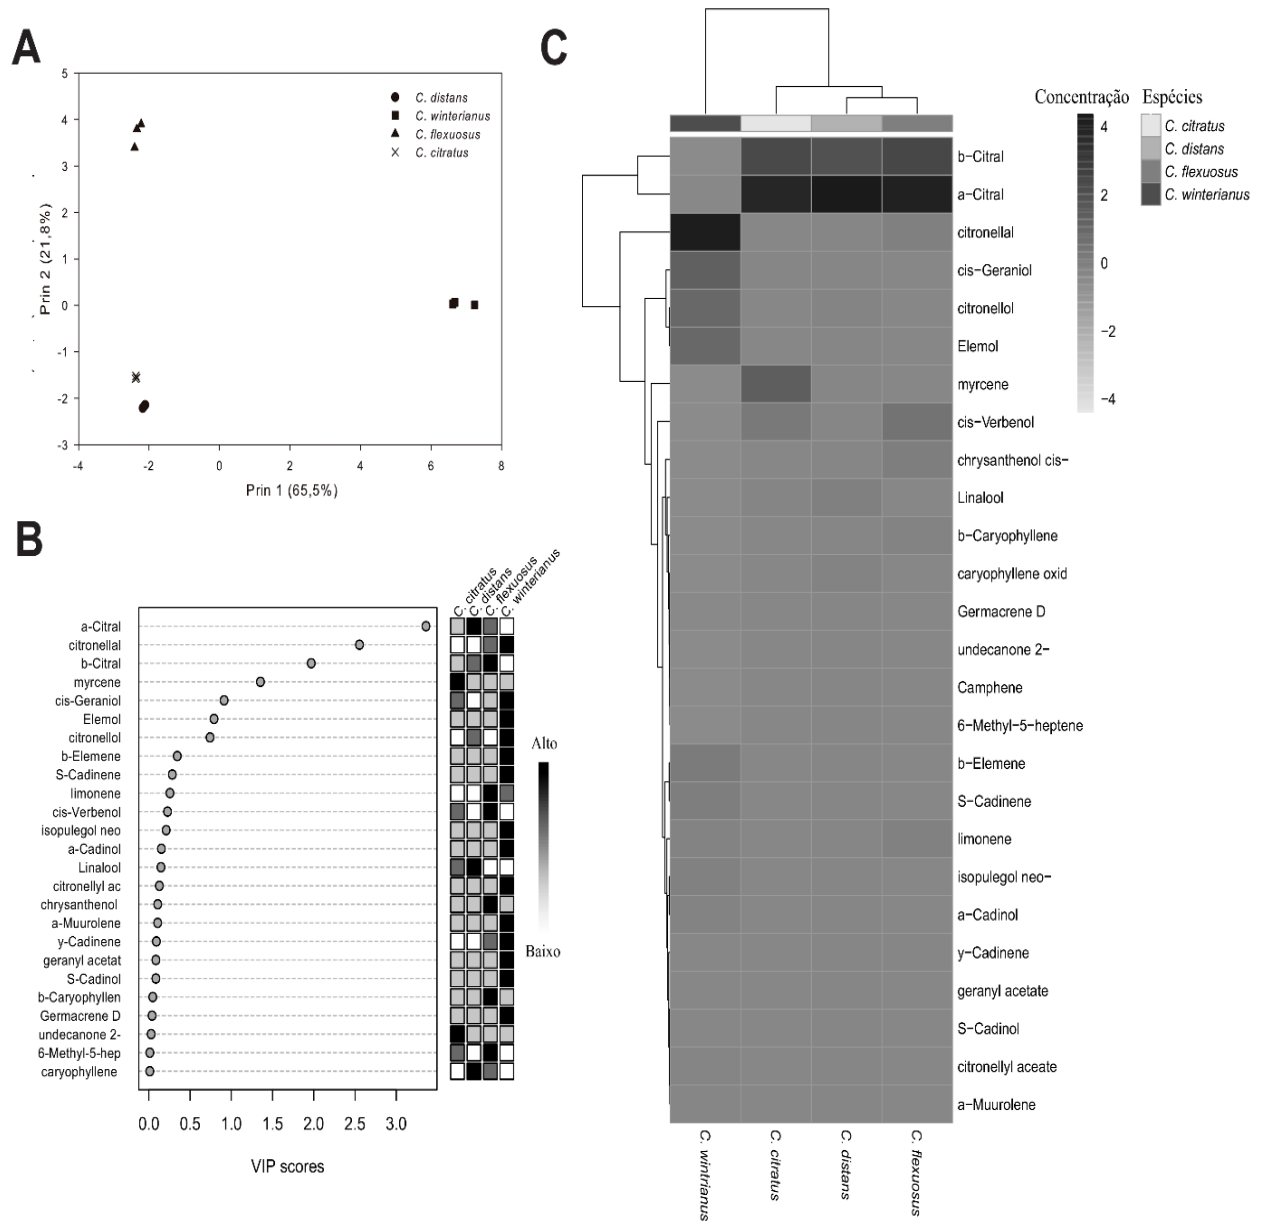 A
C. distans
C. winterianus
C. flexuosus
C. citratus
5
4
3
2
1
0
-1
-2
-3
Prin 2 (21,8%)
-4
-2
0
2
4
6
8
Prin 1 (65,5%)
B
C. citratus
C. distans
C. flexuosus
C. winterianus
a-Citral
citronellal
b-Citral
myrcene
cis-Geraniol
Elemol
citronellol
b-Elemene
S-Cadinene
limonene
cis-Verbenol
isopulegol neo
a-Cadinol
Linalool
citronellyl ac
chrysanthenol
a-Muurolene
y-Cadinene
geranyl acetat
S-Cadinol
b-Caryophyllen
Germacrene D
undecanone 2-
6-Methyl-5-hep
caryophyllene
Alto
Baixo
0.0
0.5
1.0
1.5
2.0
2.5
3.0
VIP scores
C
Concentração
4
2
0
−2
−4
Espécies
C. citratus
C. distans
C. flexuosus
C. winterianus
b−Citral
a−Citral
citronellal
cis−Geraniol
citronellol
Elemol
myrcene
cis−Verbenol
chrysanthenol cis−
Linalool
b−Caryophyllene
caryophyllene oxid
Germacrene D
undecanone 2−
Camphene
6−Methyl−5−heptene
b−Elemene
S−Cadinene
limonene
isopulegol neo−
a−Cadinol
y−Cadinene
geranyl acetate
S−Cadinol
citronellyl aceate
a−Muurolene
C. wintrianus
C. citratus
C. distans
C. flexuosus